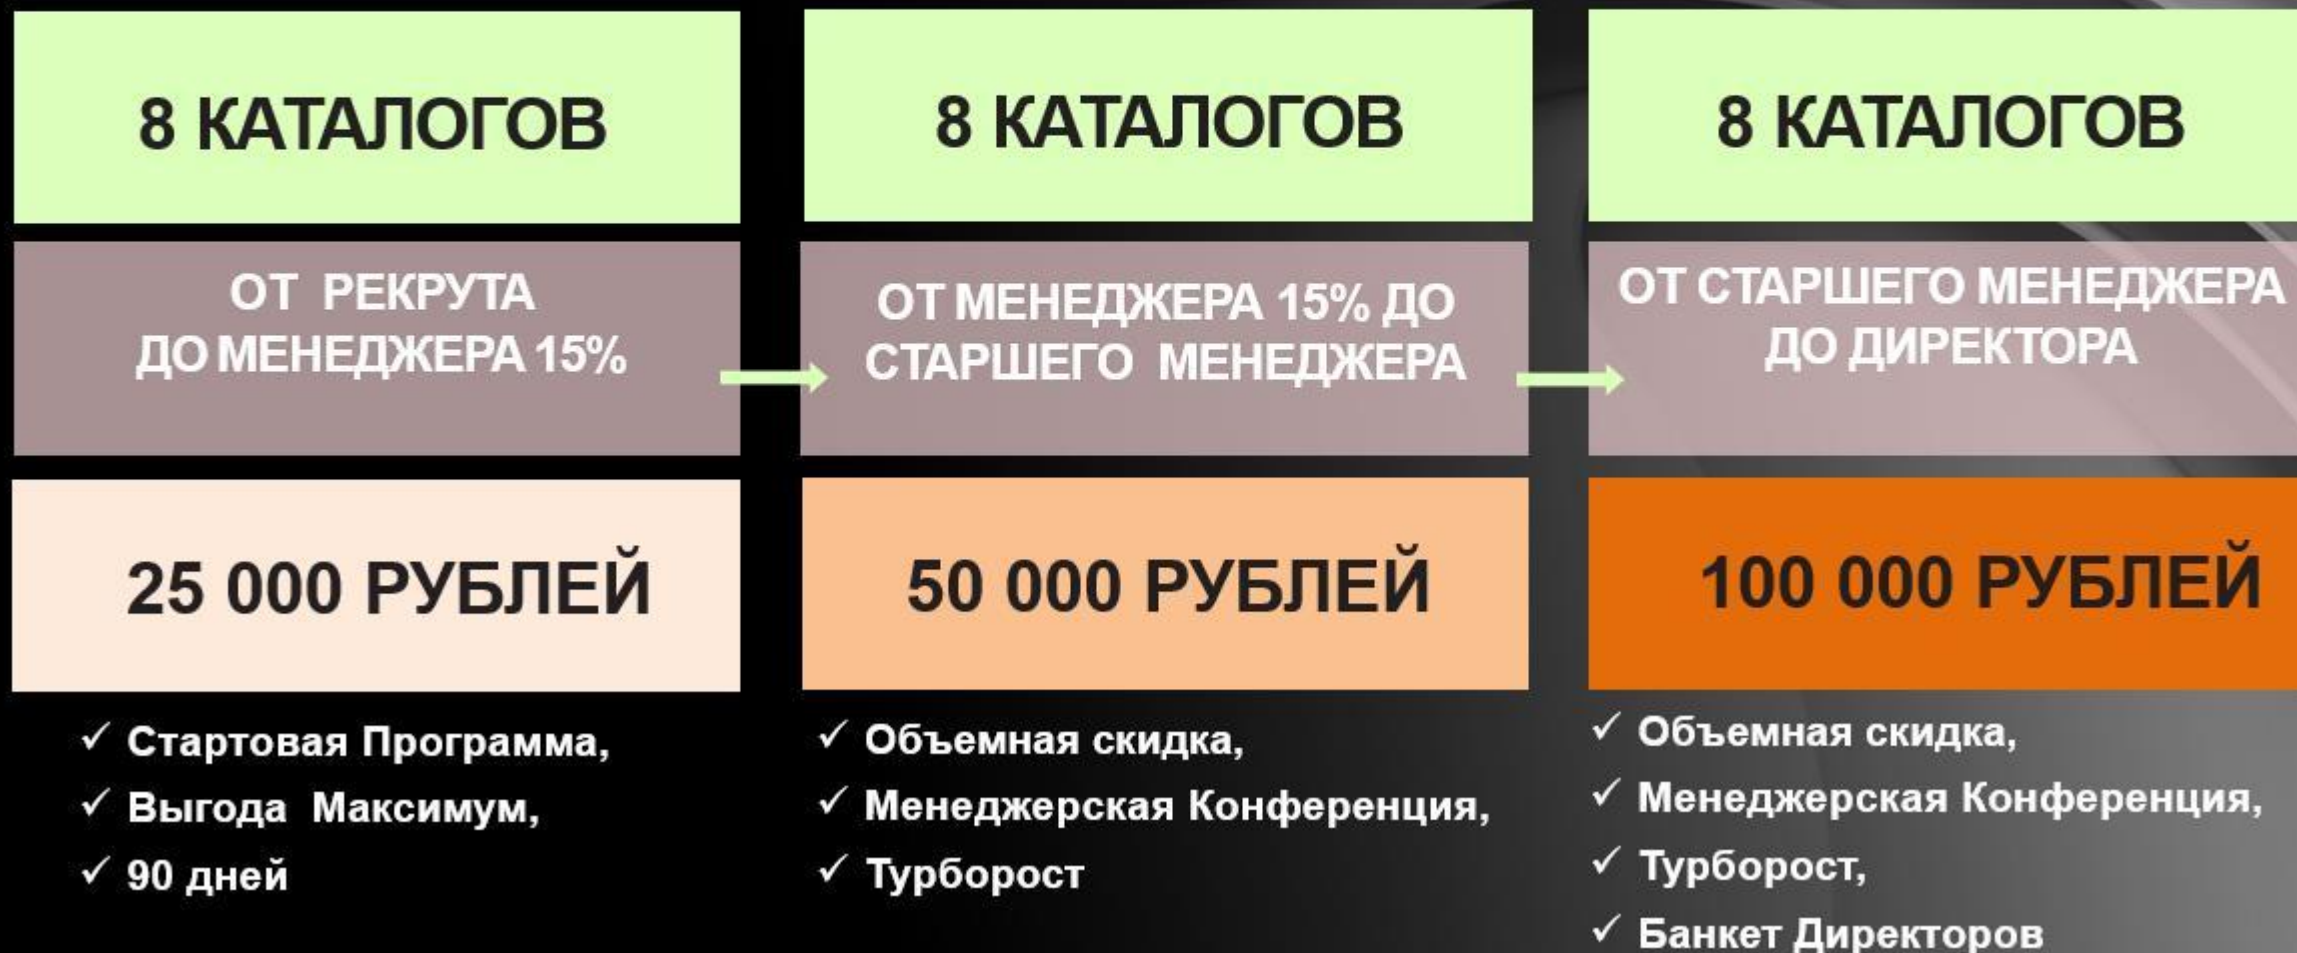 8 КАТАЛОГОВ
ОТ РЕКРУТА
ДО МЕНЕДЖЕРА 15%
25 000 РУБЛЕЙ
✓ Стартовая Программа,
✓ Выгода Максимум,
✓ 90 дней
8 КАТАЛОГОВ
ОТ МЕНЕДЖЕРА 15% ДО
СТАРШЕГО МЕНЕДЖЕРА
50 000 РУБЛЕЙ
✓ Объемная скидка,
✓ Менеджерская Конференция,
✓ Турборост
8 КАТАЛОГОВ
ОТ СТАРШЕГО МЕНЕДЖЕРА
ДО ДИРЕКТОРА
100 000 РУБЛЕЙ
✓ Объемная скидка,
✓ Менеджерская Конференция,
✓ Турборост,
✓ Банкет Директоров